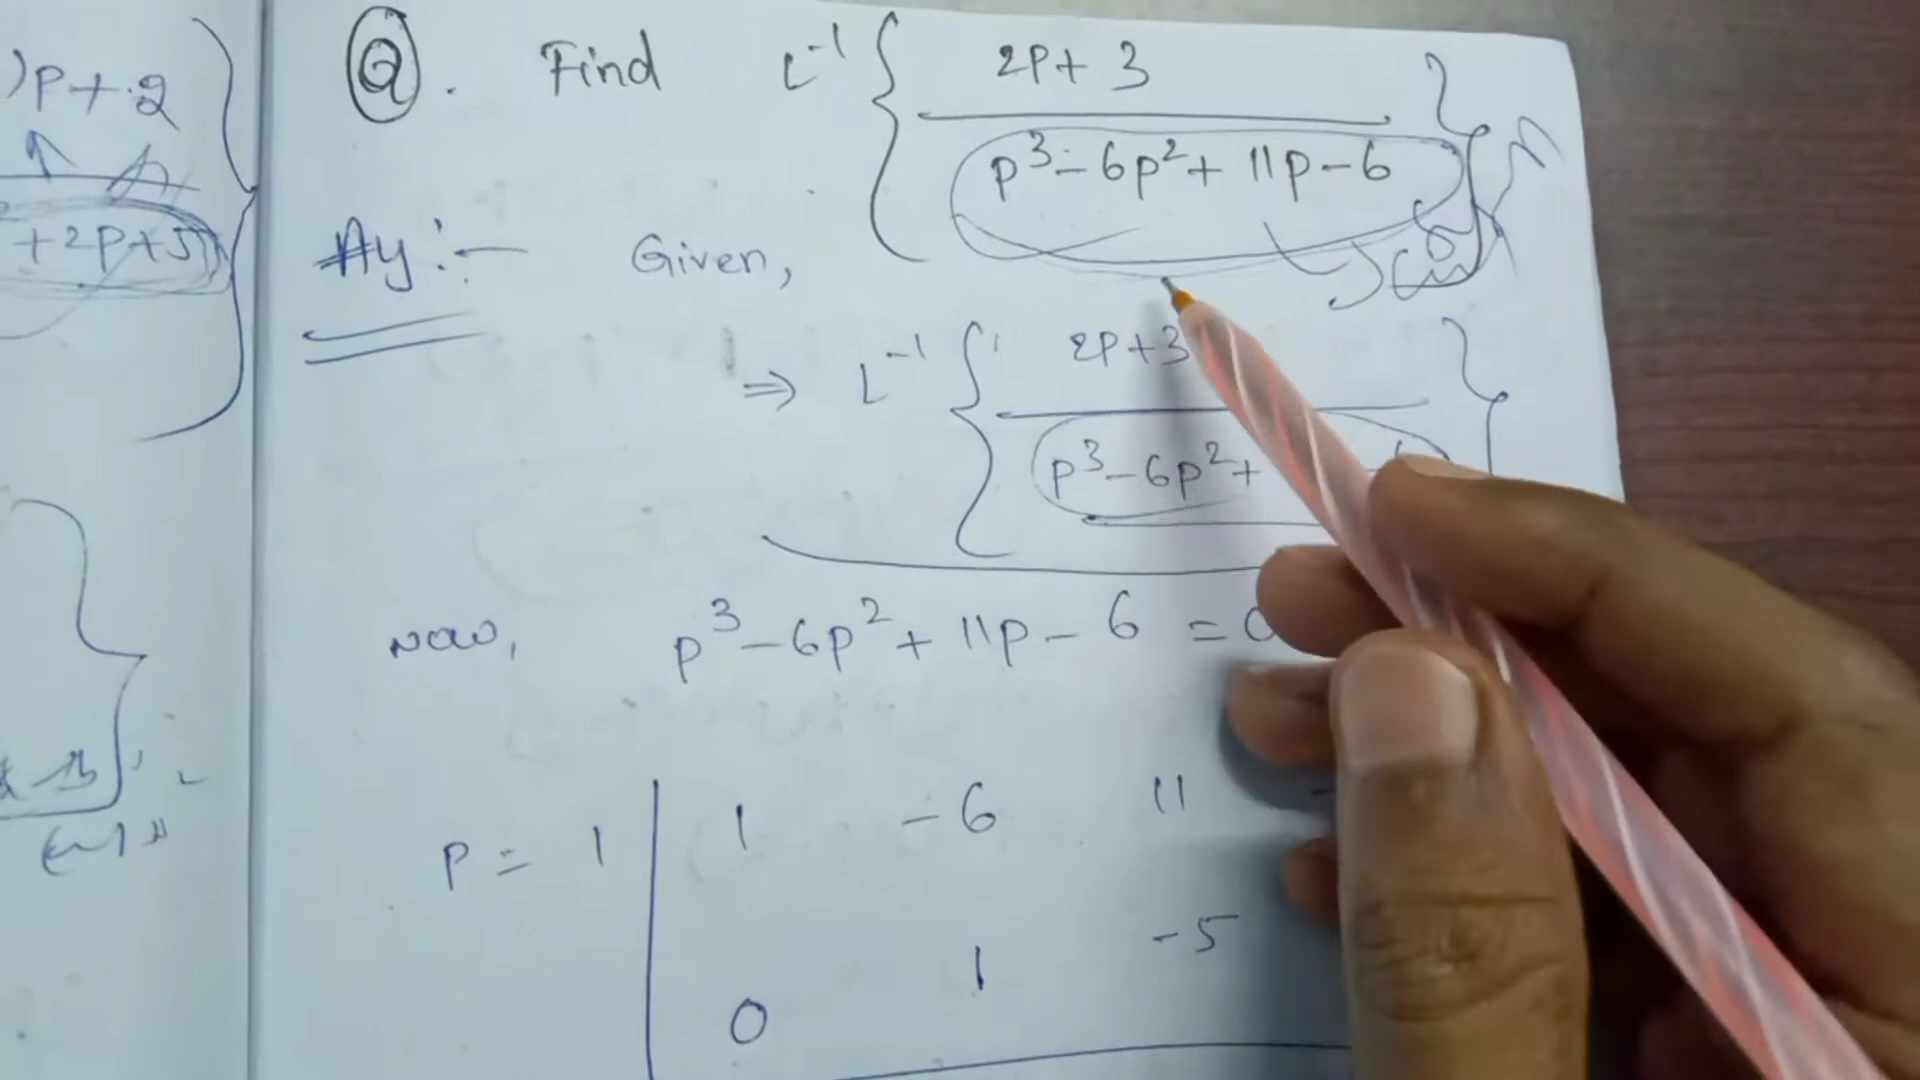 )p+2
+2p+5
Q. Find L⁻¹ { 2p+3 / p³-6p²+11p-6 }
Given,
⇒ L⁻¹ { 2p+3 / p³-6p²+
Now, p³-6p²+11p-6 = 0
p = 1 | 1 -6 11
0 1 -5